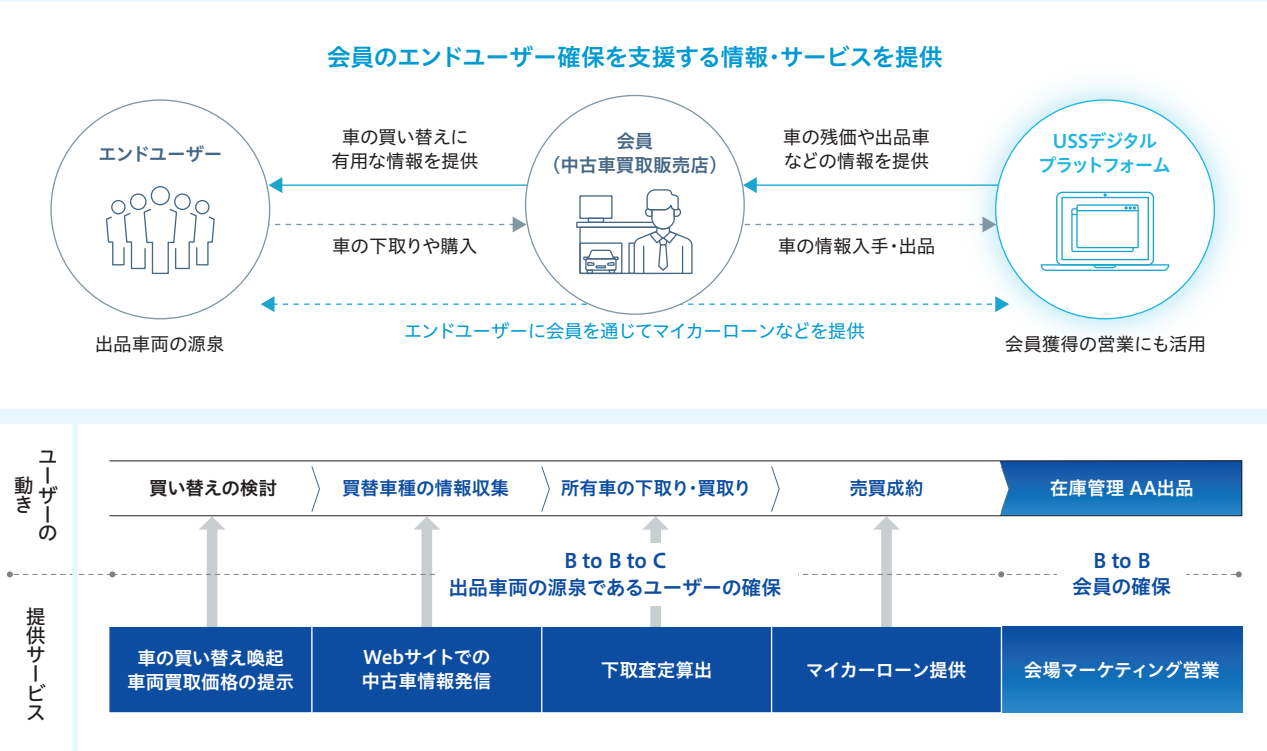 会員のエンドユーザー確保を支援する情報・サービスを提供
エンドユーザー
車の買い替えに
有用な情報を提供
車の下取りや購入
会員
(中古車買取販売店)
車の残価や出品車
などの情報を提供
車の情報入手・出品
USSデジタル
プラットフォーム
エンドユーザーに会員を通じてマイカーローンなどを提供
出品車両の源泉
会員獲得の営業にも活用
ユーザーの
動き
買い替えの検討
買替車種の情報収集
所有車の下取り・買取り
売買成約
在庫管理 AA出品
B to B to C
出品車両の源泉であるユーザーの確保
B to B
会員の確保
提供サービス
車の買い替え喚起
車両買取価格の提示
Webサイトでの
中古車情報発信
下取査定算出
マイカーローン提供
会場マーケティング営業